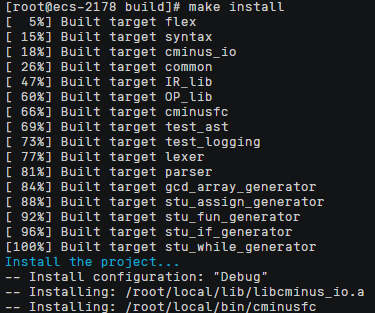 [root@ecs-2178 build]# make install
[  5%] Built target flex
[ 15%] Built target syntax
[ 18%] Built target cminus_io
[ 26%] Built target common
[ 47%] Built target IR_lib
[ 60%] Built target OP_lib
[ 66%] Built target cminusfc
[ 69%] Built target test_ast
[ 73%] Built target test_logging
[ 77%] Built target lexer
[ 81%] Built target parser
[ 84%] Built target gcd_array_generator
[ 88%] Built target stu_assign_generator
[ 92%] Built target stu_fun_generator
[ 96%] Built target stu_if_generator
[100%] Built target stu_while_generator
Install the project...
-- Install configuration: "Debug"
-- Installing: /root/local/lib/libcminus_io.a
-- Installing: /root/local/bin/cminusfc